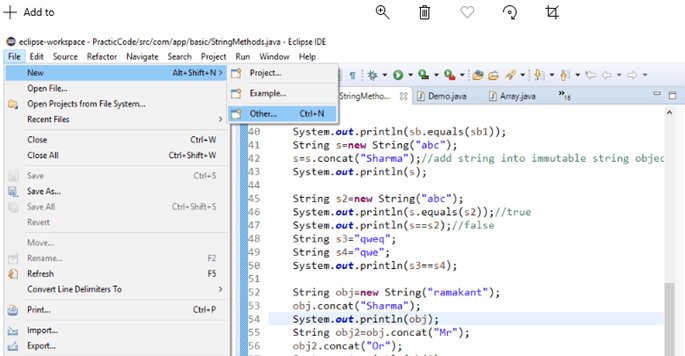 Add to
eclipse-workspace - PracticCode/src/com/app/basic/StringMethods.java - Eclipse IDE
File Edit Source Refactor Navigate Search Project Run Window Help
New Alt+Shift+N >
Open File...
Open Projects from File System...
Recent Files >
Close Ctrl+W
Close All Ctrl+Shift+W
Save Ctrl+S
Save As...
Save All Ctrl+Shift+S
Revert
Move...
Rename... F2
Refresh F5
Convert Line Delimiters To >
Print... Ctrl+P
Import...
Export...
Project...
Example...
Other... Ctrl+N
StringMetho... Demo.java Array.java »16
40 System.out.println(sb.equals(sb1));
41 String s=new String("abc");
42 s=s.concat("Sharma");//add string into immutable string objec
43 System.out.println(s);
44
45 String s2=new String("abc");
46 System.out.println(s.equals(s2));//true
47 System.out.println(s==s2);//false
48 String s3="qweq";
49 String s4="qwe";
50 System.out.println(s3==s4);
51
52 String obj=new String("ramakant");
53 obj.concat("Sharma");
54 System.out.println(obj);
55 String obj2=obj.concat("Mr");
56 obj2.concat("Or");